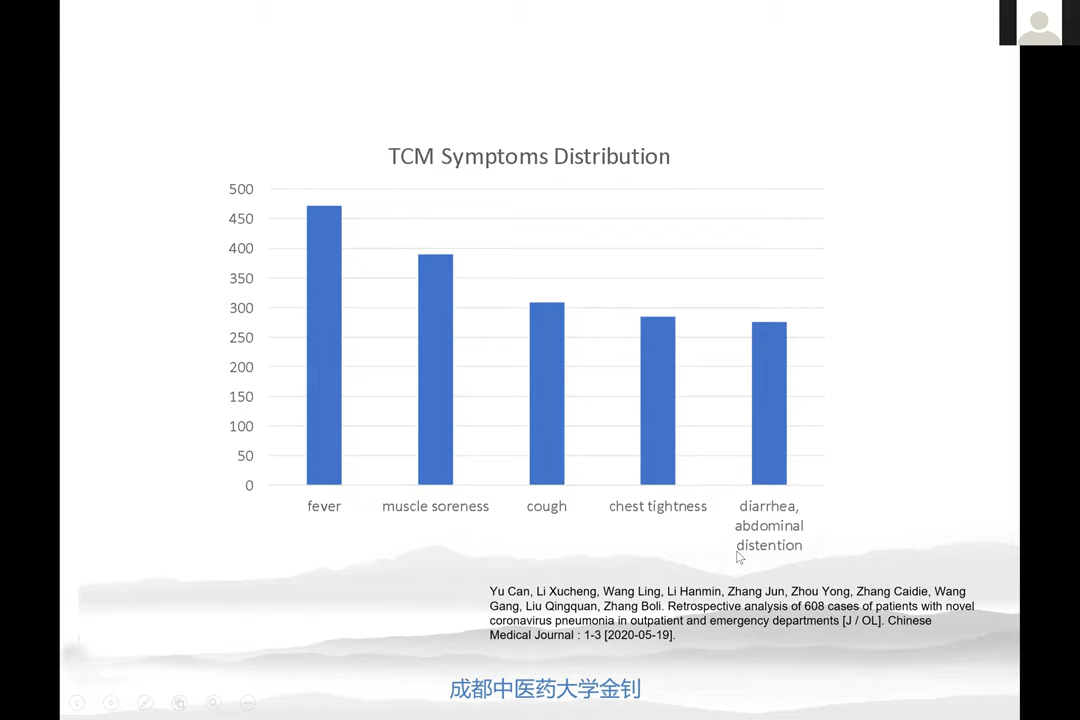 TCM Symptoms Distribution
500
450
400
350
300
250
200
150
100
50
0
fever
muscle soreness
cough
chest tightness
diarrhea,
abdominal
distention
Yu Can, Li Xucheng, Wang Ling, Li Hanmin, Zhang Jun, Zhou Yong, Zhang Caidie, Wang
Gang, Liu Qingquan, Zhang Boli. Retrospective analysis of 608 cases of patients with novel
coronavirus pneumonia in outpatient and emergency departments [J / OL]. Chinese
Medical Journal : 1-3 [2020-05-19].
成都中医药大学金钊